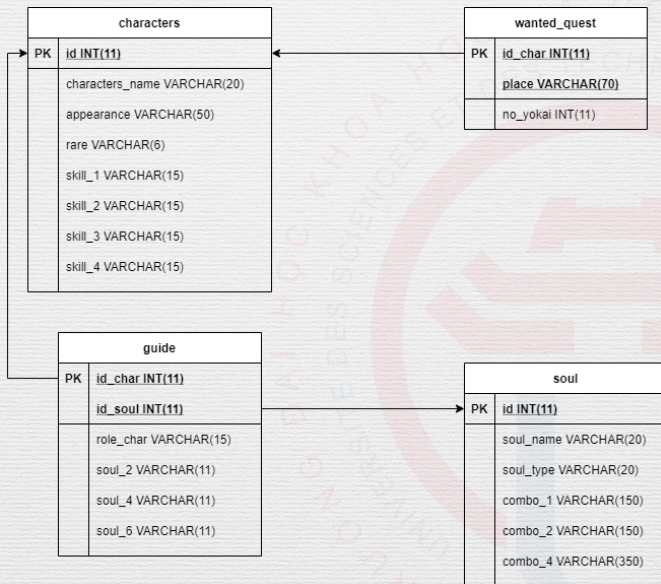 characters
PK id INT(11)
characters_name VARCHAR(20)
appearance VARCHAR(50)
rare VARCHAR(6)
skill_1 VARCHAR(15)
skill_2 VARCHAR(15)
skill_3 VARCHAR(15)
skill_4 VARCHAR(15)
wanted_quest
PK id_char INT(11)
place VARCHAR(70)
no_yokai INT(11)
guide
PK id_char INT(11)
id_soul INT(11)
role_char VARCHAR(15)
soul_2 VARCHAR(11)
soul_4 VARCHAR(11)
soul_6 VARCHAR(11)
soul
PK id INT(11)
soul_name VARCHAR(20)
soul_type VARCHAR(20)
combo_1 VARCHAR(150)
combo_2 VARCHAR(150)
combo_4 VARCHAR(350)